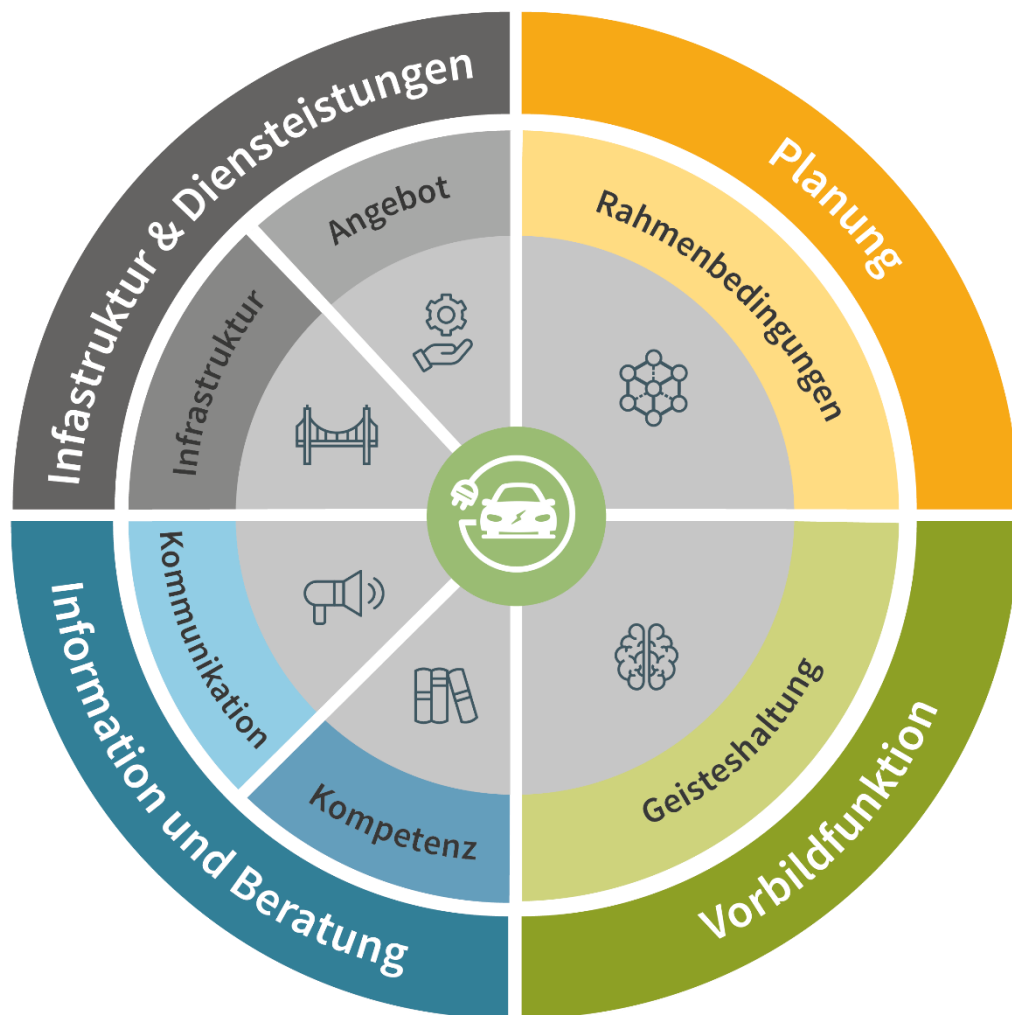 Infastruktur & Diensteistungen
Planung
Angebot
Rahmenbedingungen
Infrastruktur
Kommunikation
Kompetenz
Geisteshaltung
Information und Beratung
Vorbildfunktion